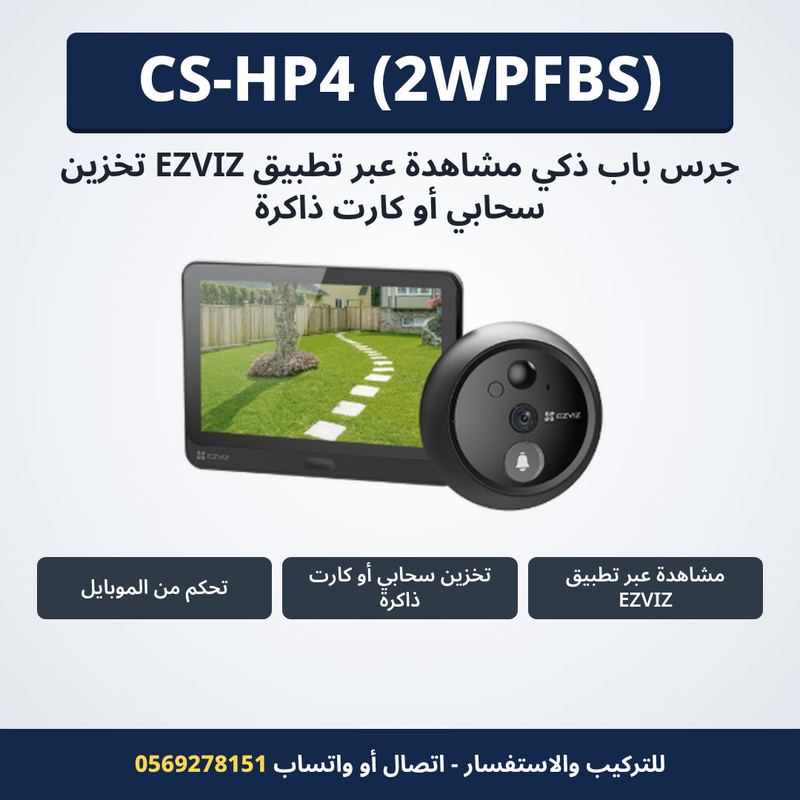 CS-HP4 (2WPFBS)
جرس باب ذكي مشاهدة عبر تطبيق EZVIZ تخزين
سحابي أو كارت ذاكرة
EZVIZ
EZVIZ
مشاهدة عبر تطبيق
EZVIZ
تخزين سحابي أو كارت
ذاكرة
تحكم من الموبايل
للتركيب والاستفسار - اتصال أو واتساب 0569278151